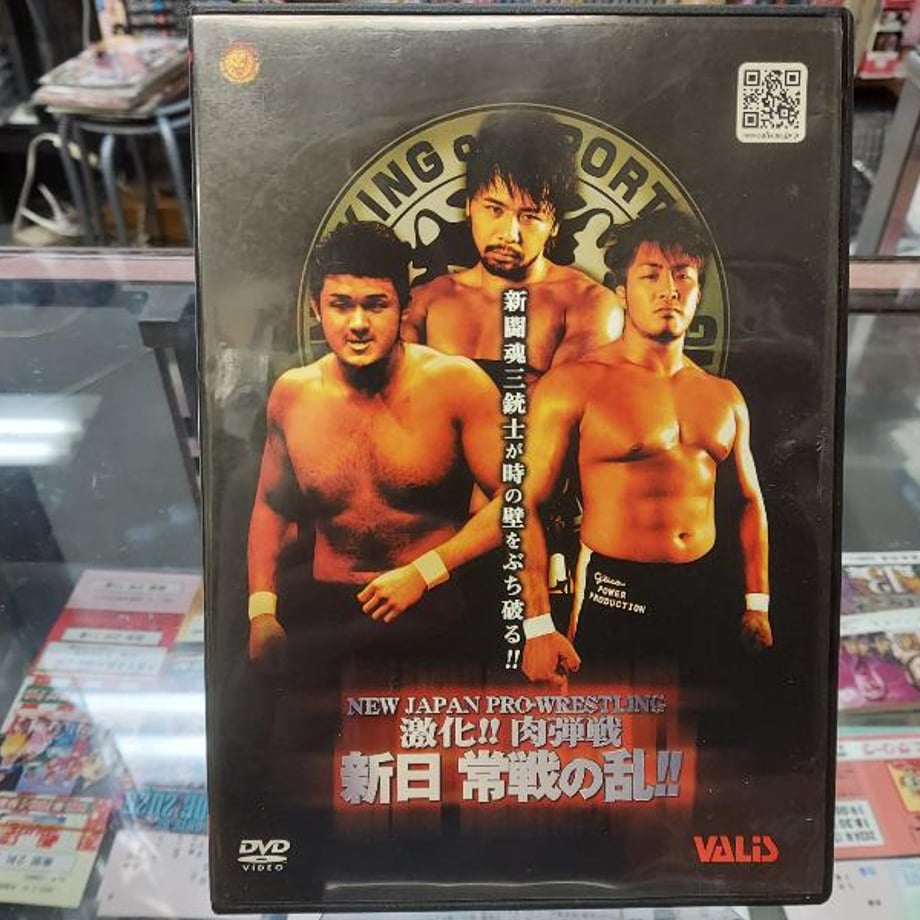 KING OF SPORTS
新闘魂三銃士が時の壁をぶち破る!!
glico
POWER
PRODUCTION
NEW JAPAN PRO-WRESTLING
激化!! 肉弾戦
新日 常戦の乱!!
DVD
VIDEO
VALiS